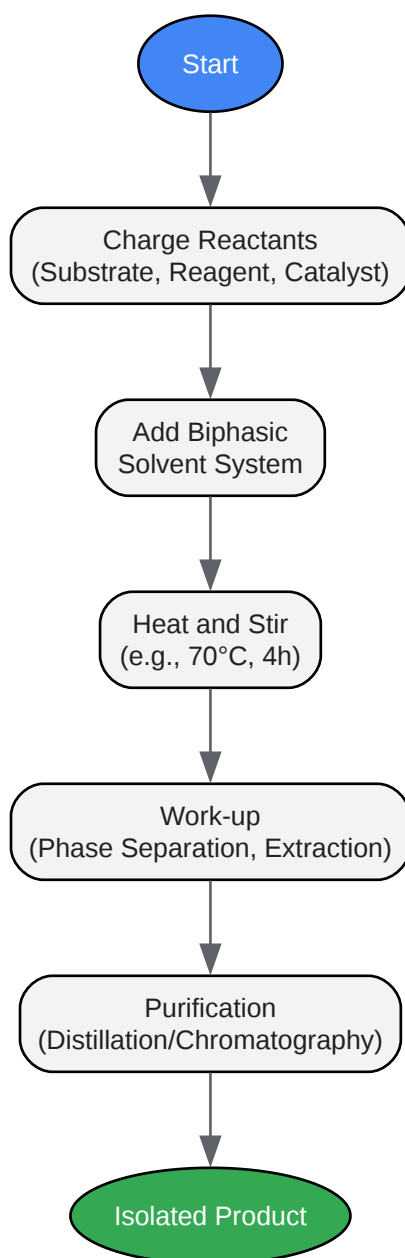 Start
Charge Reactants
(Substrate, Reagent, Catalyst)
Add Biphasic
Solvent System
Heat and Stir
(e.g., 70°C, 4h)
Work-up
(Phase Separation, Extraction)
Purification
(Distillation/Chromatography)
Isolated Product